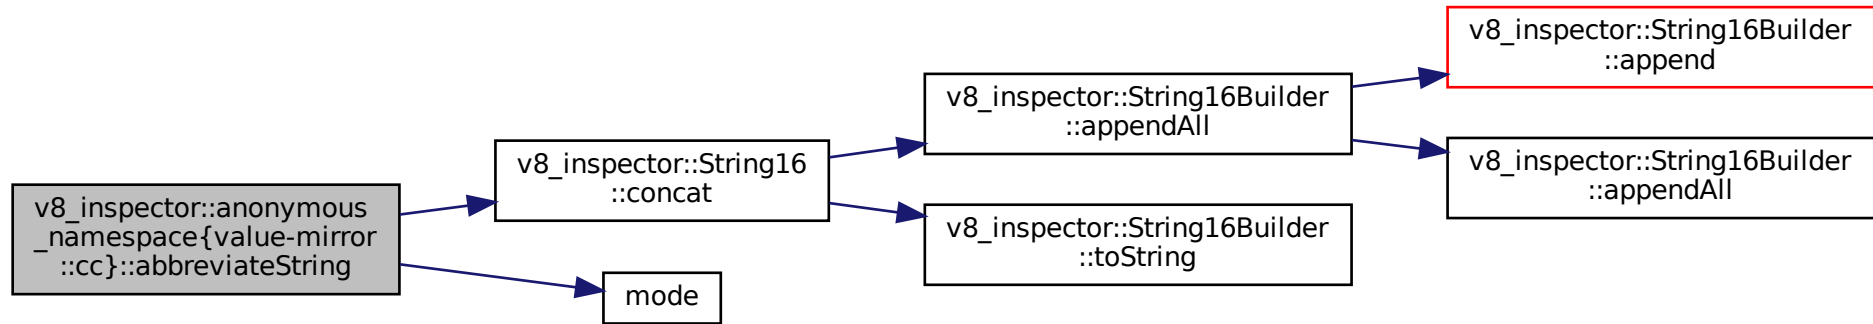 v8_inspector::anonymous
_namespace{value-mirror
::cc}::abbreviateString
v8_inspector::String16
::concat
mode
v8_inspector::String16Builder
::appendAll
v8_inspector::String16Builder
::toString
v8_inspector::String16Builder
::append
v8_inspector::String16Builder
::appendAll